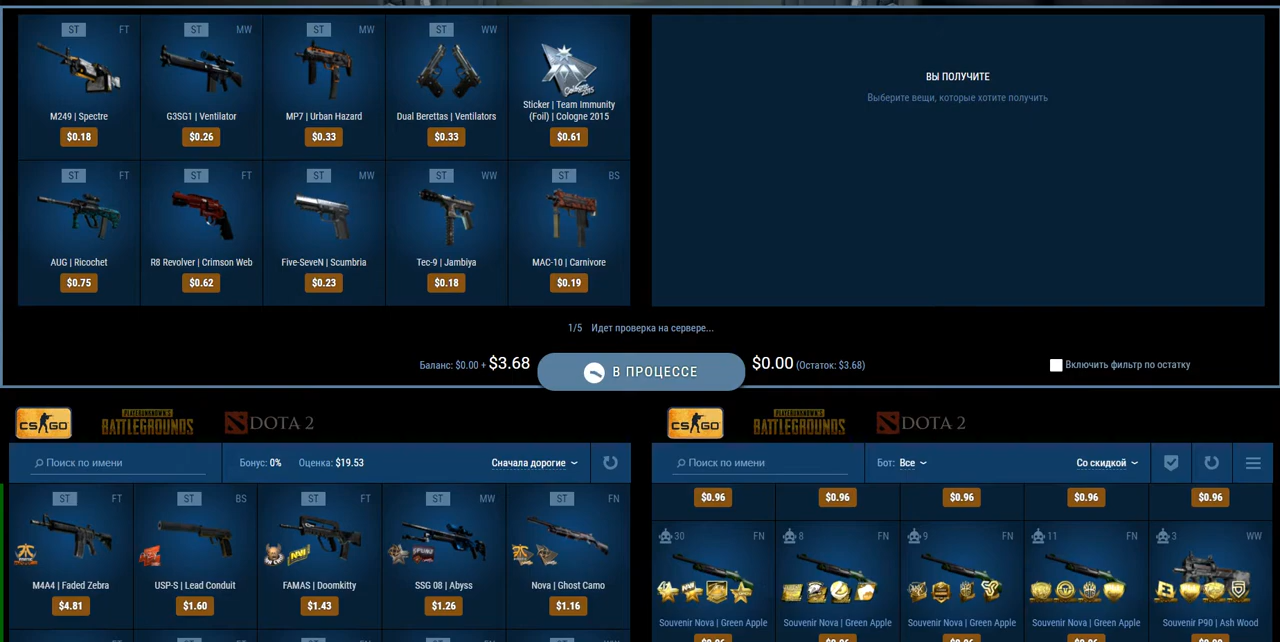 ST FT ST MW ST MW ST WW ST
M249 | Spectre G3SG1 | Ventilator MP7 | Urban Hazard Dual Berettas | Ventilators Sticker | Team Immunity
(Foil) | Cologne 2015
$0.18 $0.26 $0.33 $0.33 $0.61
ST FT ST FT ST MW ST WW ST BS
AUG | Ricochet R8 Revolver | Crimson Web Five-SeveN | Scumbria Tec-9 | Jambiya MAC-10 | Carnivore
$0.75 $0.62 $0.23 $0.18 $0.19
ВЫ ПОЛУЧИТЕ
Выберите вещи, которые хотите получить
1/5 Идет проверка на сервере...
Баланс: $0.00 + $3.68 В ПРОЦЕССЕ $0.00 (Остаток: $3.68) Включить фильтр по остатку
CS GO PLAYERUNKNOWN'S BATTLEGROUNDS DOTA 2
Поиск по имени Бонус: 0% Оценка: $19.53 Сначала дорогие
ST FT ST BS ST FT ST MW ST FN
M4A4 | Faded Zebra USP-S | Lead Conduit FAMAS | Doomkitty SSG 08 | Abyss Nova | Ghost Camo
$4.81 $1.60 $1.43 $1.26 $1.16
CS GO PLAYERUNKNOWN'S BATTLEGROUNDS DOTA 2
Поиск по имени Бот: Все Со скидкой
$0.96 $0.96 $0.96 $0.96 $0.96
30 FN 8 FN 9 FN 11 FN 3 WW
Souvenir Nova | Green Apple Souvenir Nova | Green Apple Souvenir Nova | Green Apple Souvenir Nova | Green Apple Souvenir P90 | Ash Wood